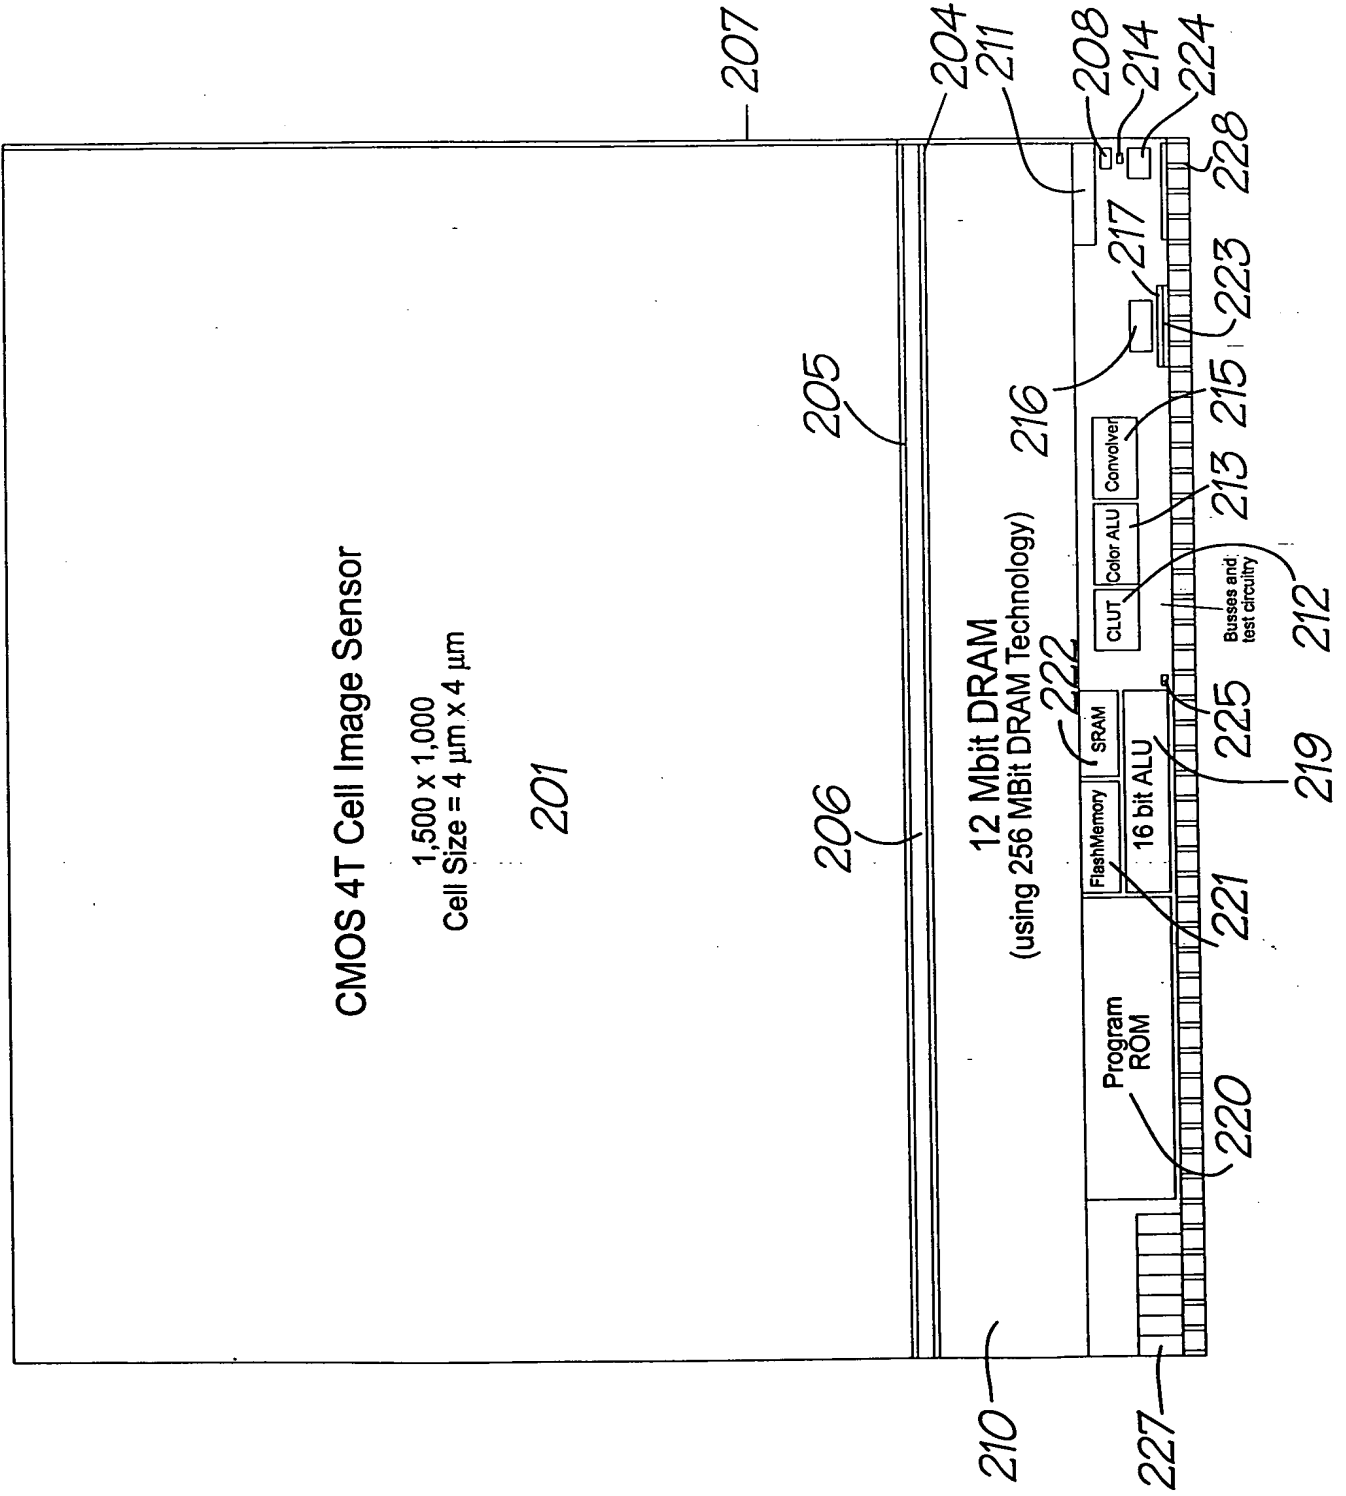 CMOS 4T Cell Image Sensor
1,500 x 1,000
Cell Size = 4 µm x 4 µm
201
207
205
206
204
211
12 Mbit DRAM
(using 256 MBit DRAM Technology)
210
222
216
217
208
214
224
228
223
215
213
212
Program
ROM
FlashMemory
SRAM
16 bit ALU
CLUT
Color ALU
Convolver
Busses and
test circuitry
227
220
221
219
225